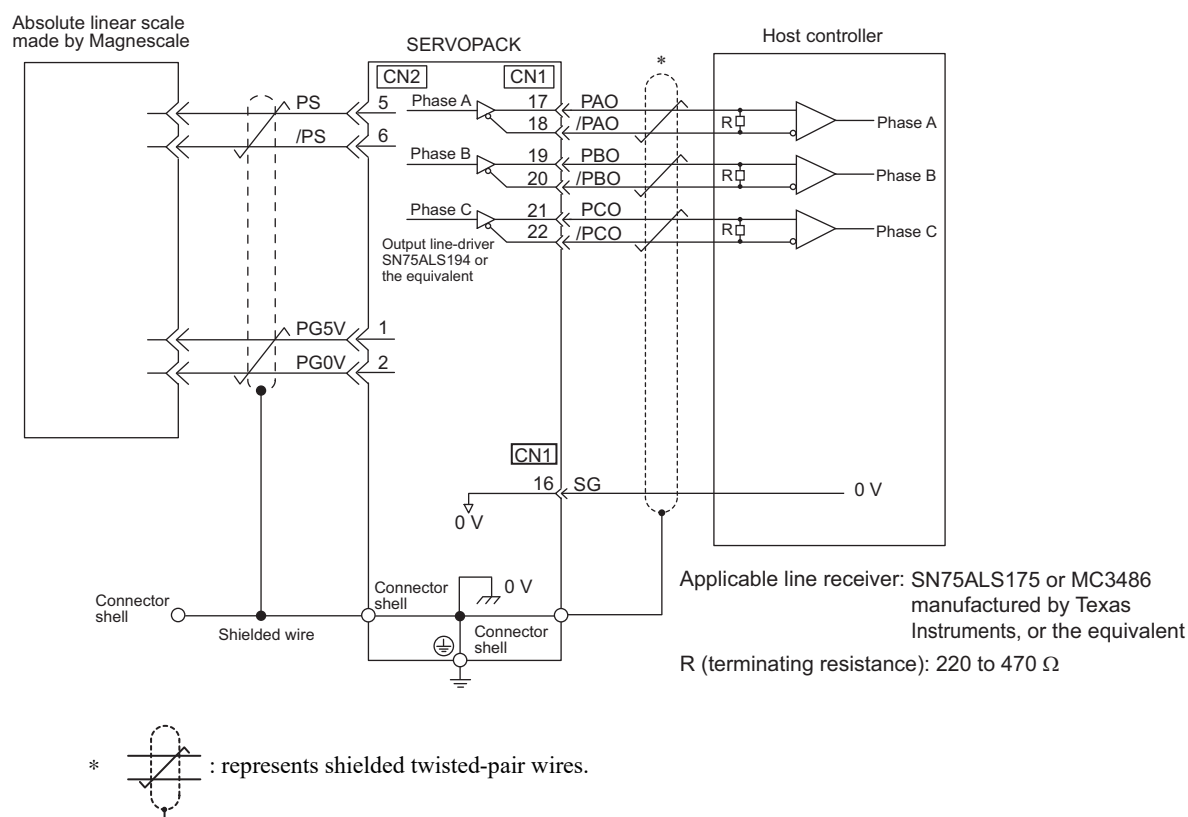 Absolute linear scale
made by Magnescale
SERVOPACK
Host controller
*
CN2
CN1
PS
5
Phase A
17
PAO
18
/PAO
R
Phase A
/PS
6
Phase B
19
PBO
20
/PBO
R
Phase B
Phase C
21
PCO
22
/PCO
R
Phase C
Output line-driver
SN75ALS194 or
the equivalent
PG5V
1
PG0V
2
CN1
16
SG
0 V
0 V
Connector
shell
Shielded wire
Connector
shell
0 V
Connector
shell
Applicable line receiver: SN75ALS175 or MC3486
manufactured by Texas
Instruments, or the equivalent
R (terminating resistance): 220 to 470 Ω
* : represents shielded twisted-pair wires.